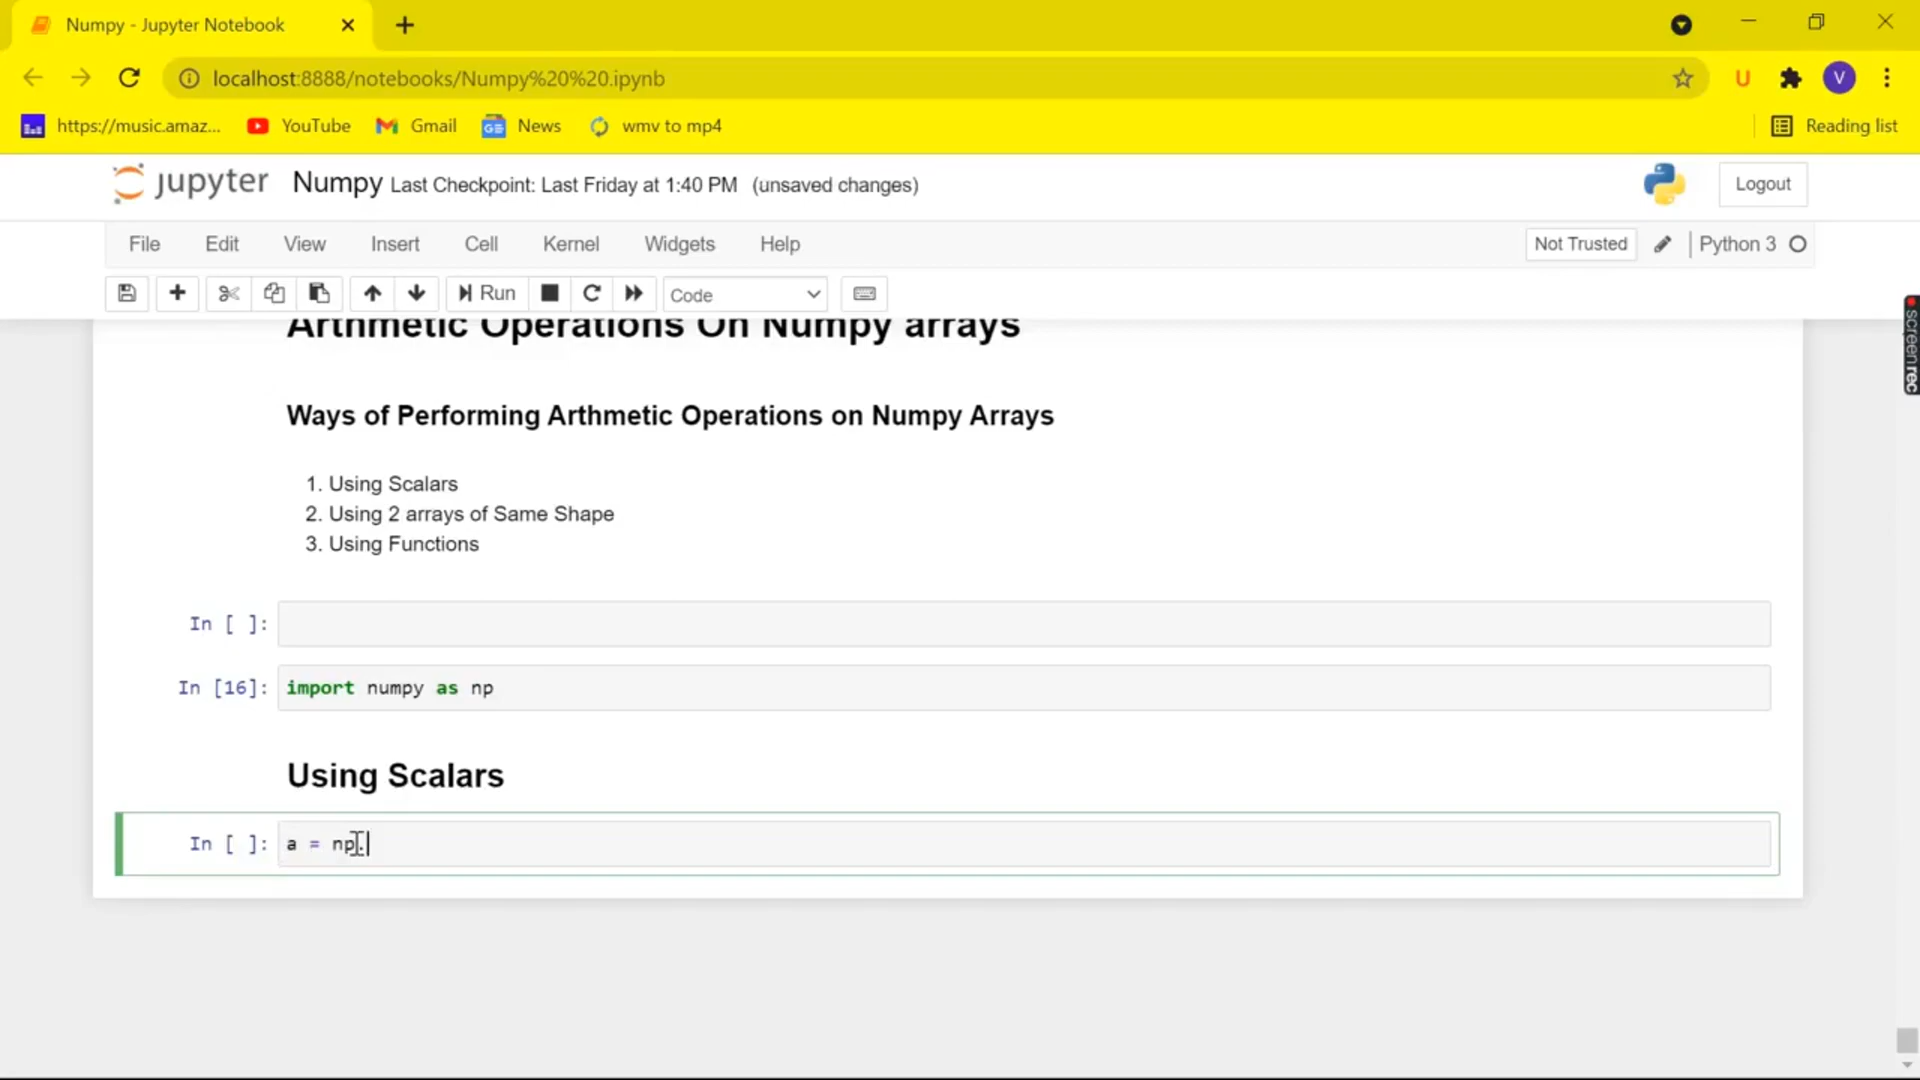 Numpy - Jupyter Notebook
localhost:8888/notebooks/Numpy%20%20.ipynb
U
V
https://music.amaz...
YouTube
Gmail
News
wmv to mp4
Reading list
jupyter
Numpy Last Checkpoint: Last Friday at 1:40 PM (unsaved changes)
Logout
File Edit View Insert Cell Kernel Widgets Help
Not Trusted
Python 3
Run
Code
screenrec
Arthmetic Operations On Numpy arrays
Ways of Performing Arthmetic Operations on Numpy Arrays
1. Using Scalars
2. Using 2 arrays of Same Shape
3. Using Functions
In [ ]:
In [16]: import numpy as np
Using Scalars
In [ ]: a = np.